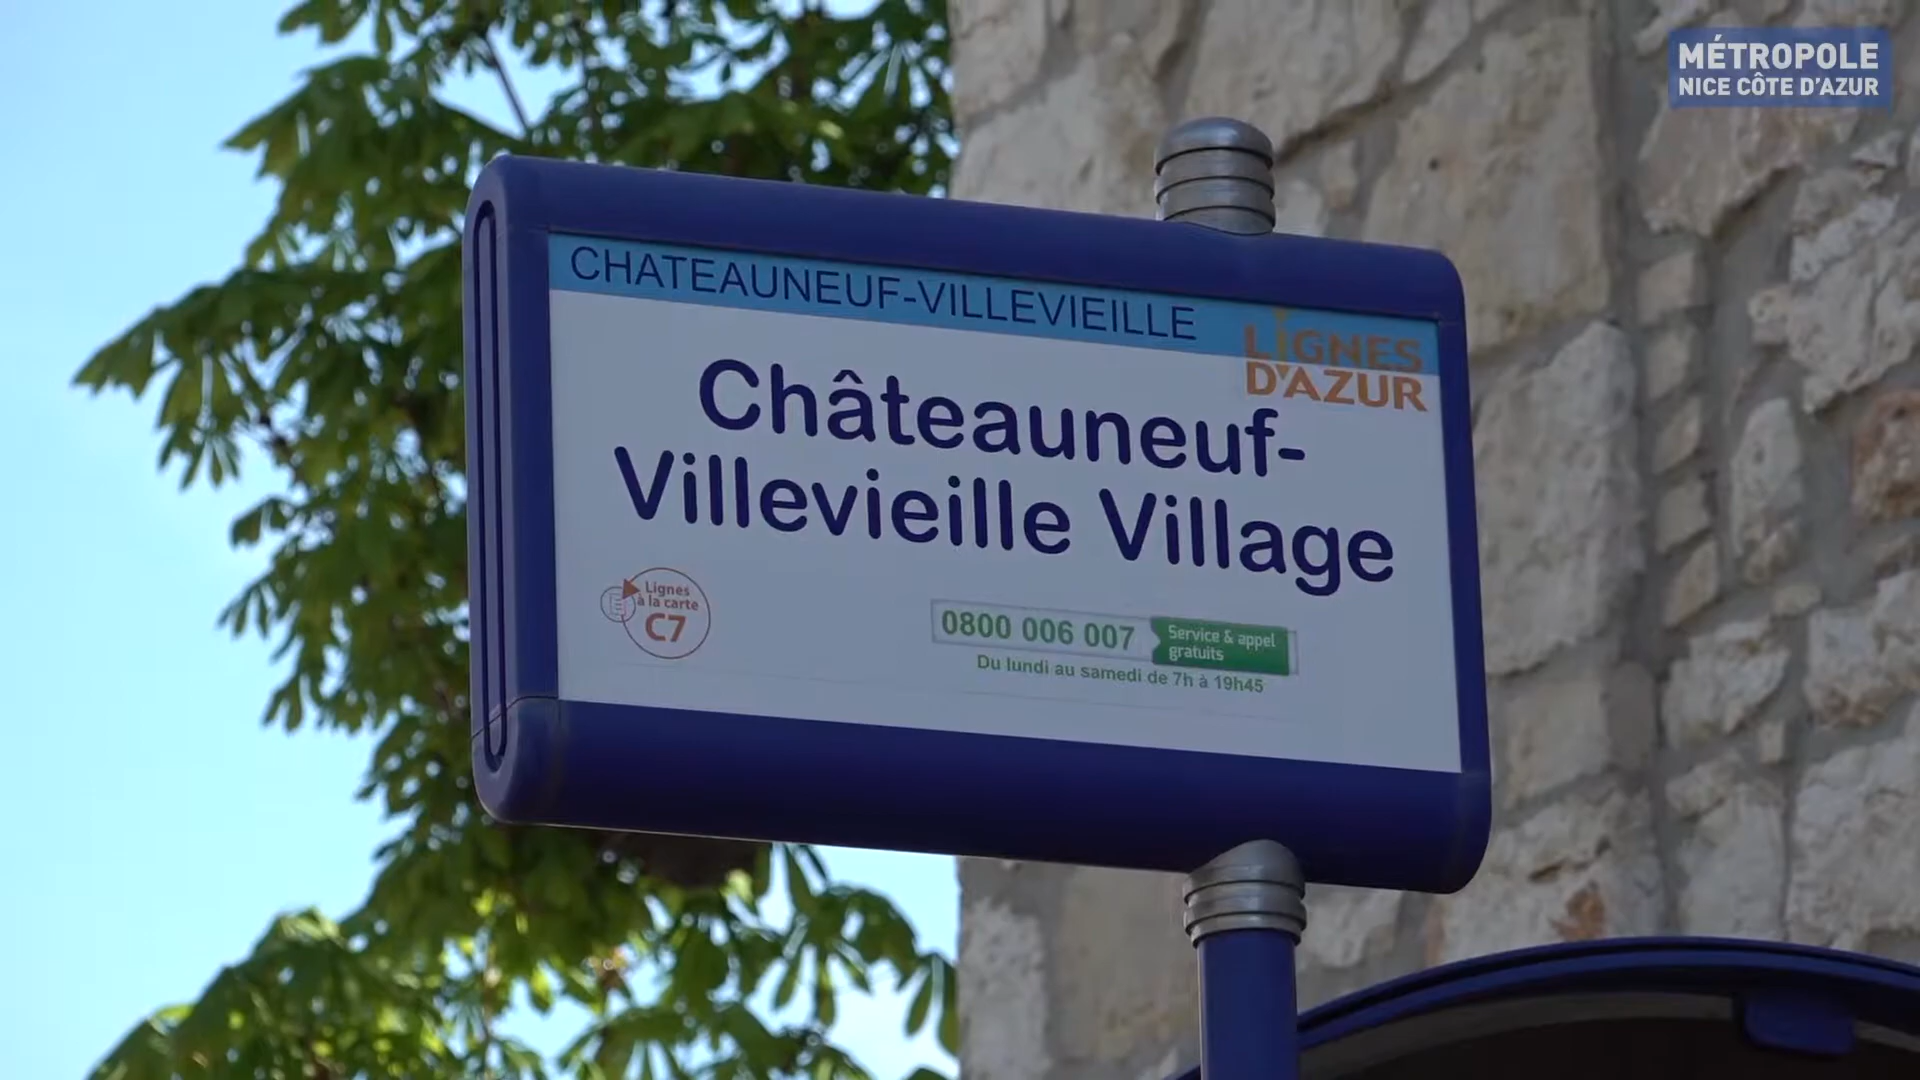 MÉTROPOLE
NICE CÔTE D'AZUR
CHATEAUNEUF-VILLEVIEILLE
LIGNES
D'AZUR
Châteauneuf-
Villevieille Village
Lignes
à la carte
C7
0800 006 007
Service & appel
gratuits
Du lundi au samedi de 7h à 19h45